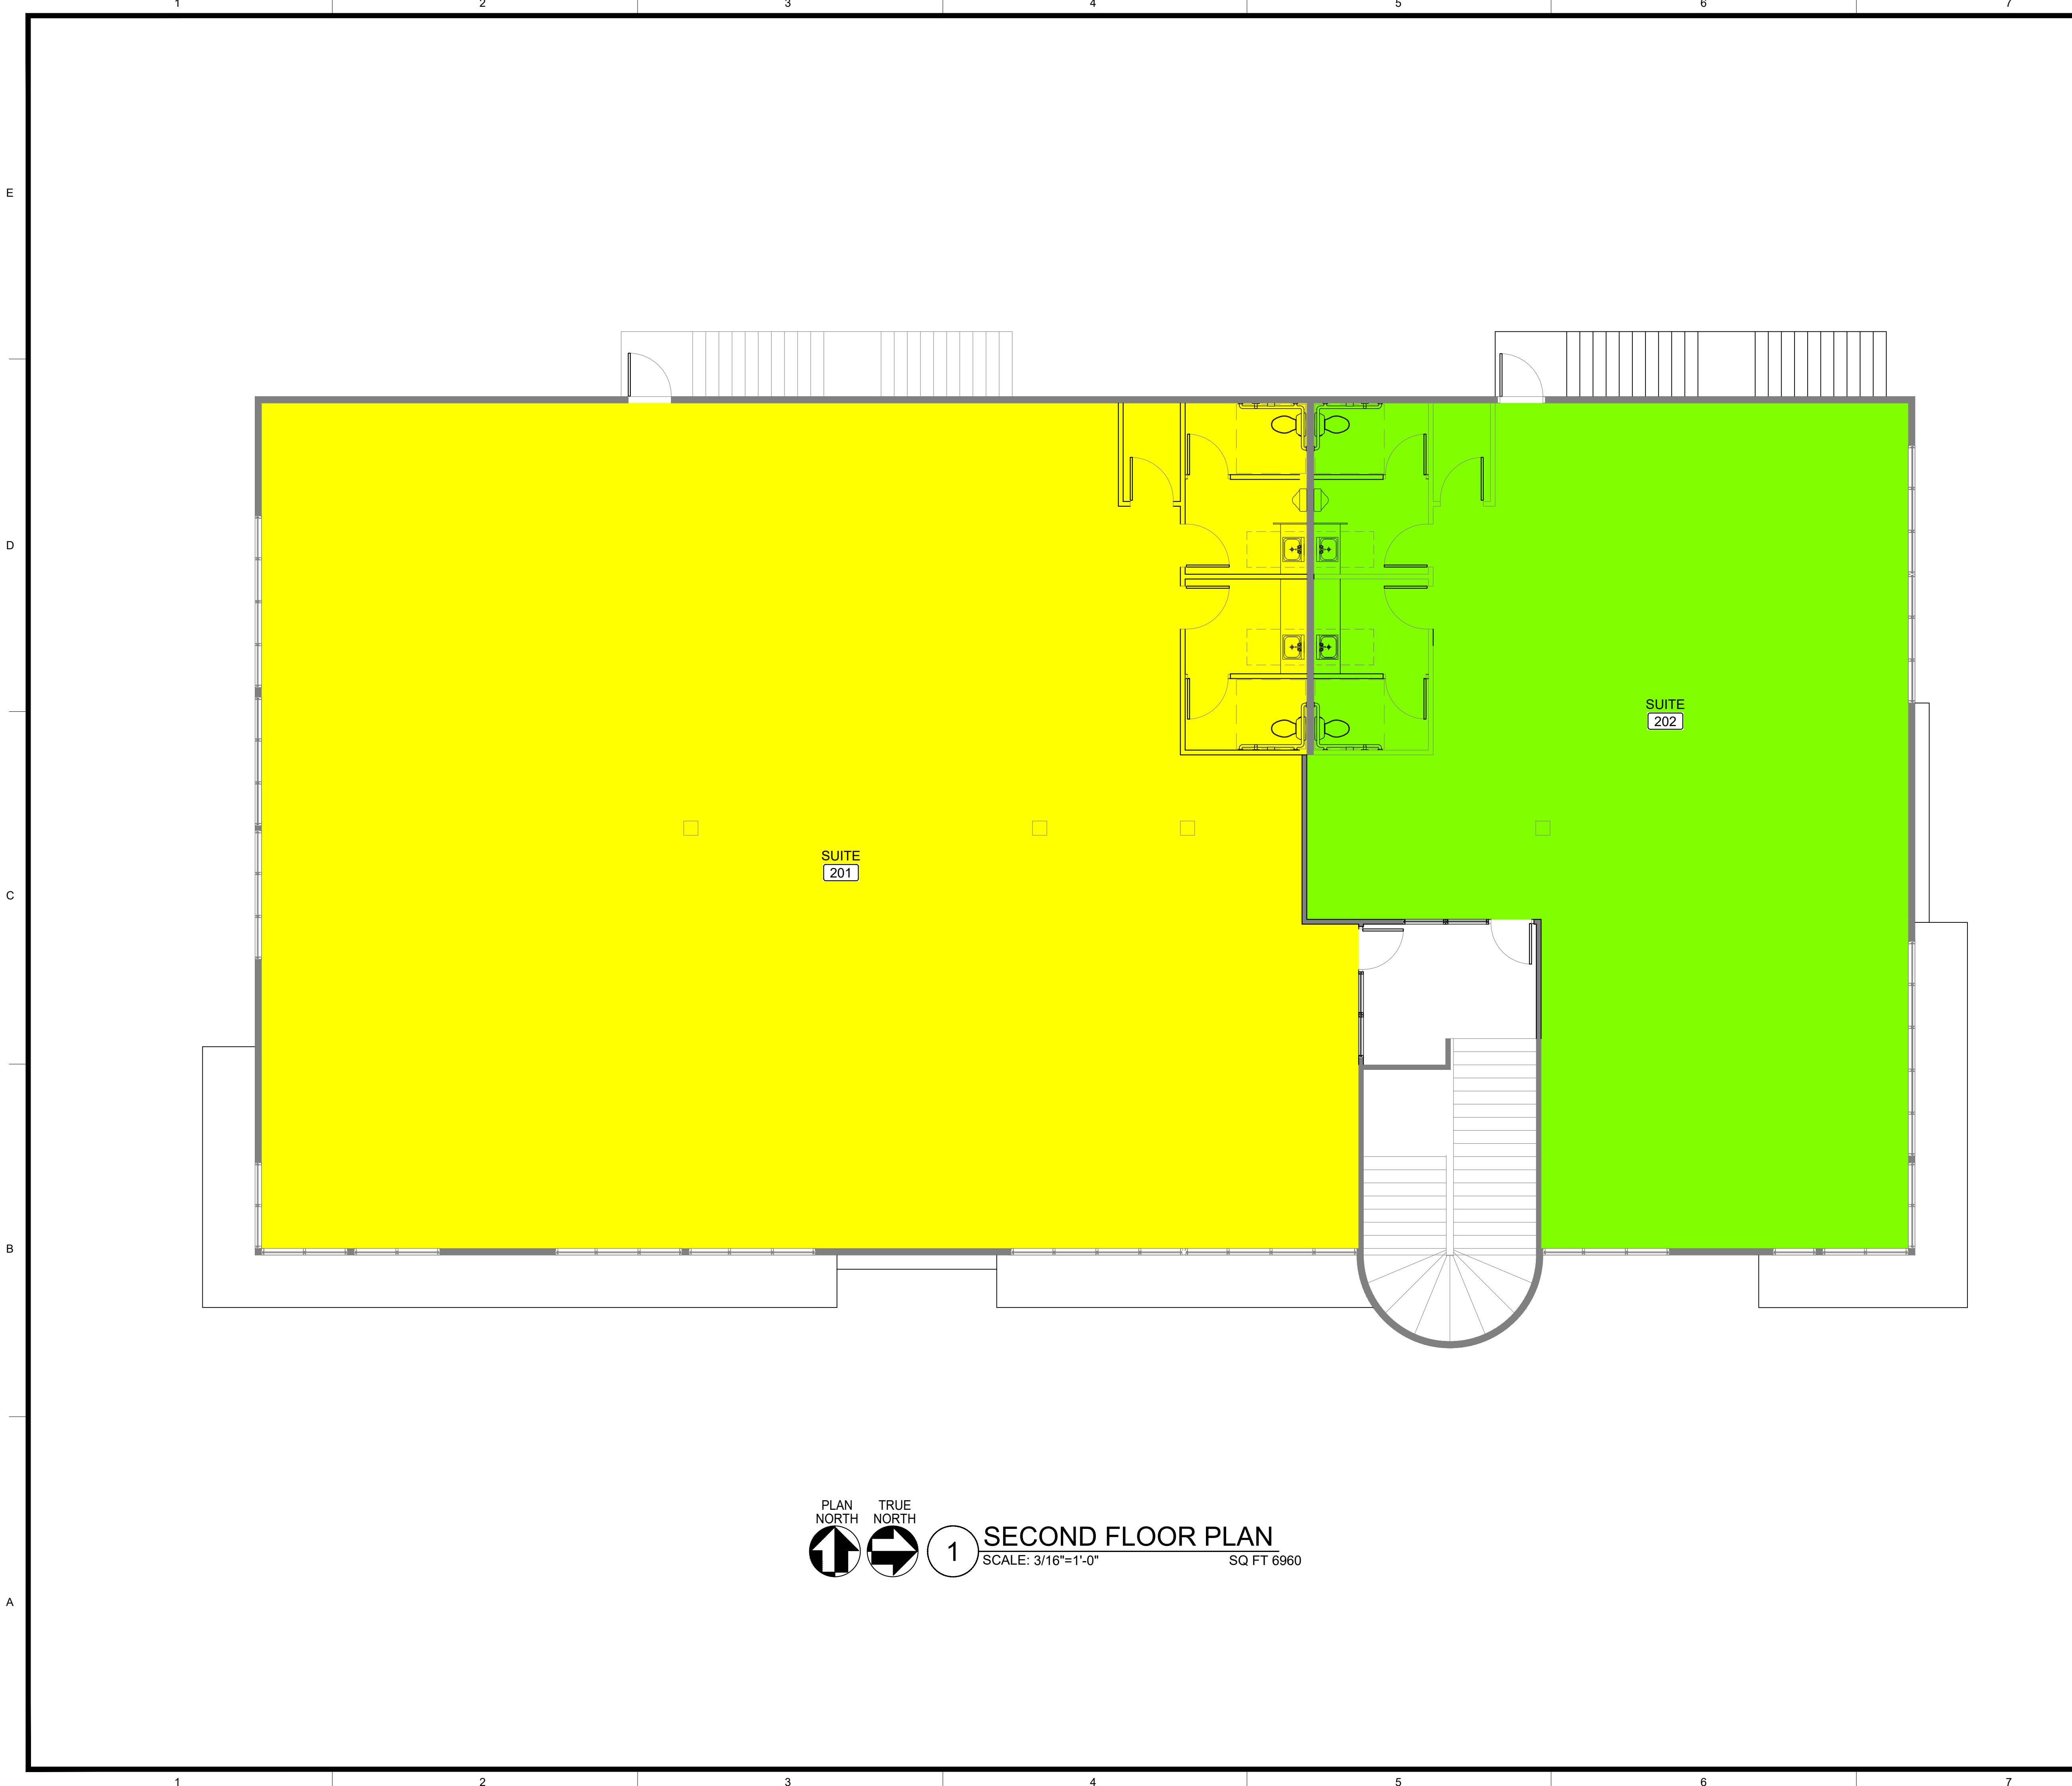 1 2 3 4 5 6 7
E
D
SUITE
202
SUITE
201
C
B
PLAN NORTH
TRUE NORTH
1
SECOND FLOOR PLAN
SCALE: 3/16"=1'-0"
SQ FT 6960
A
1 2 3 4 5 6 7